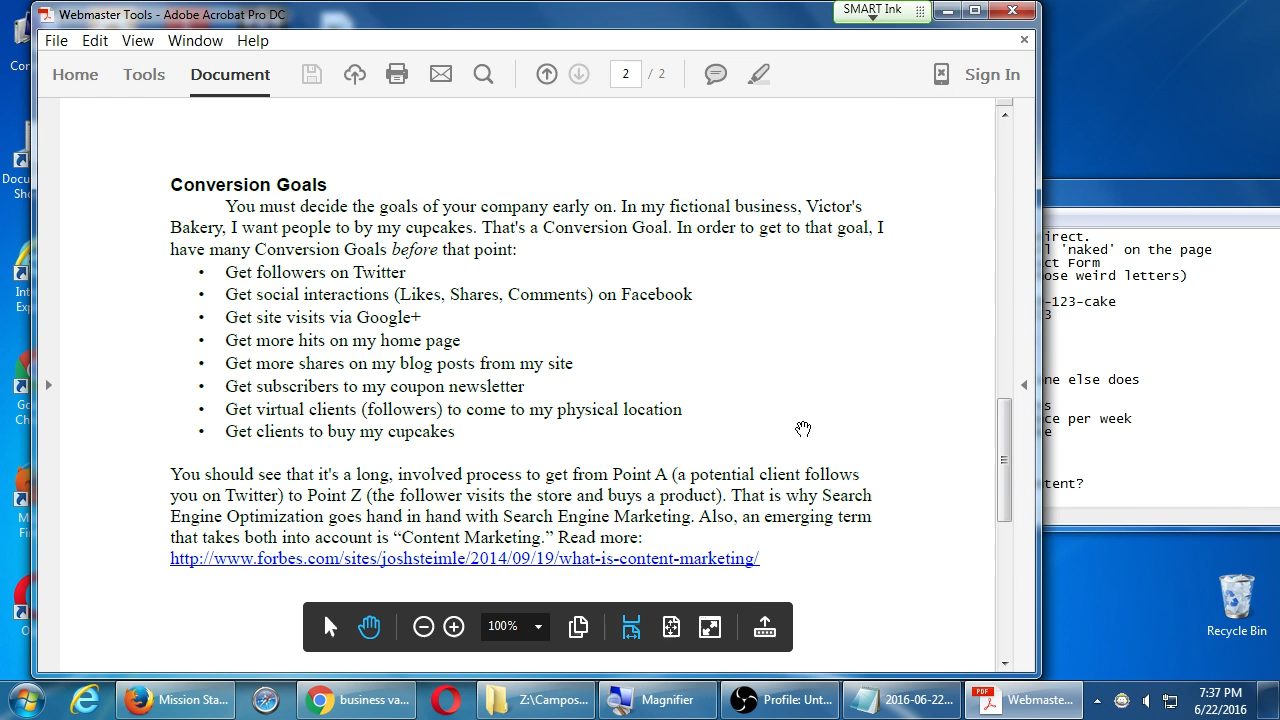 Webmaster Tools - Adobe Acrobat Pro DC
SMART Ink
File Edit View Window Help
Home Tools Document 2 / 2 Sign In
Conversion Goals
You must decide the goals of your company early on. In my fictional business, Victor's
Bakery, I want people to by my cupcakes. That's a Conversion Goal. In order to get to that goal, I
have many Conversion Goals before that point:
• Get followers on Twitter
• Get social interactions (Likes, Shares, Comments) on Facebook
• Get site visits via Google+
• Get more hits on my home page
• Get more shares on my blog posts from my site
• Get subscribers to my coupon newsletter
• Get virtual clients (followers) to come to my physical location
• Get clients to buy my cupcakes
You should see that it's a long, involved process to get from Point A (a potential client follows
you on Twitter) to Point Z (the follower visits the store and buys a product). That is why Search
Engine Optimization goes hand in hand with Search Engine Marketing. Also, an emerging term
that takes both into account is “Content Marketing.” Read more:
http://www.forbes.com/sites/joshsteimle/2014/09/19/what-is-content-marketing/
100%
irect.
l 'naked' on the page
ct Form
ose weird letters)
-123-cake
3
ne else does
s
ce per week
e
tent?
Recycle Bin
Mission Sta...
business va...
Z:\Campos...
Magnifier
Profile: Unt...
2016-06-22...
PDF
Webmaste...
7:37 PM
6/22/2016